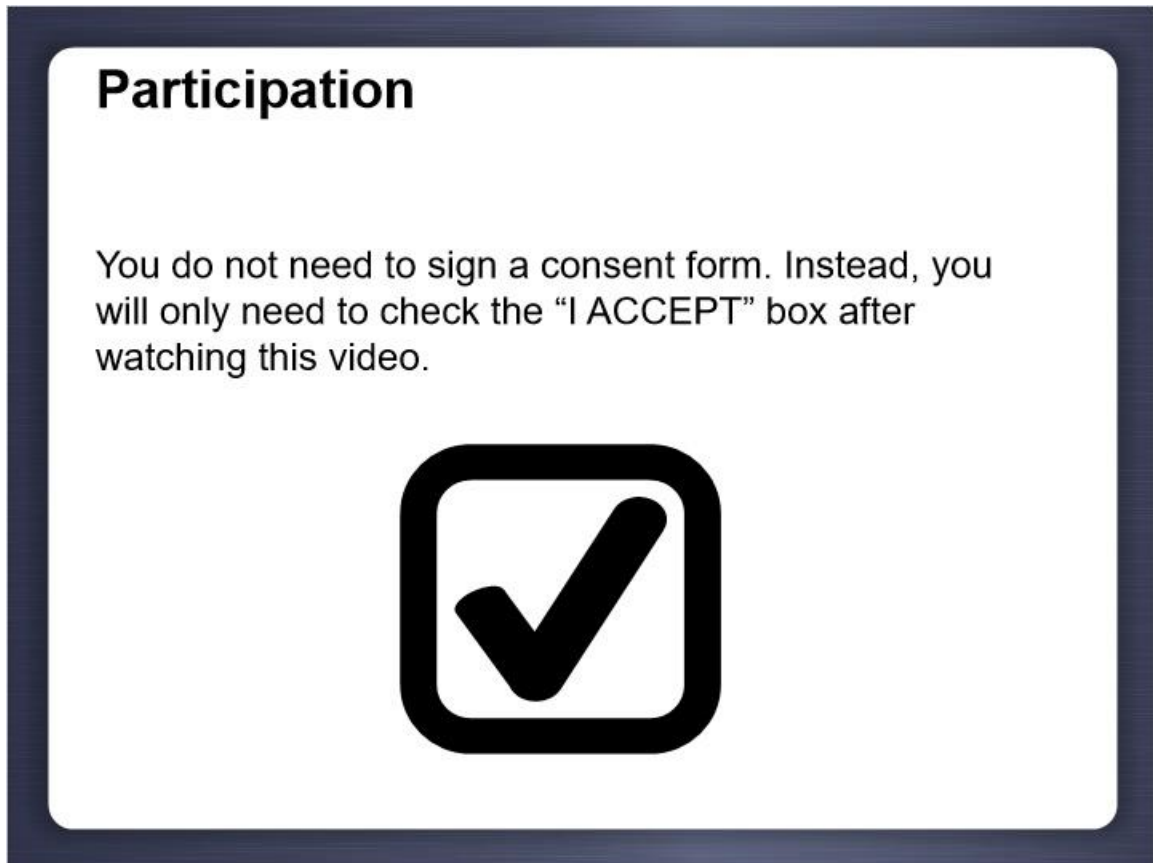 Participation
You do not need to sign a consent form. Instead, you
will only need to check the “I ACCEPT” box after
watching this video.